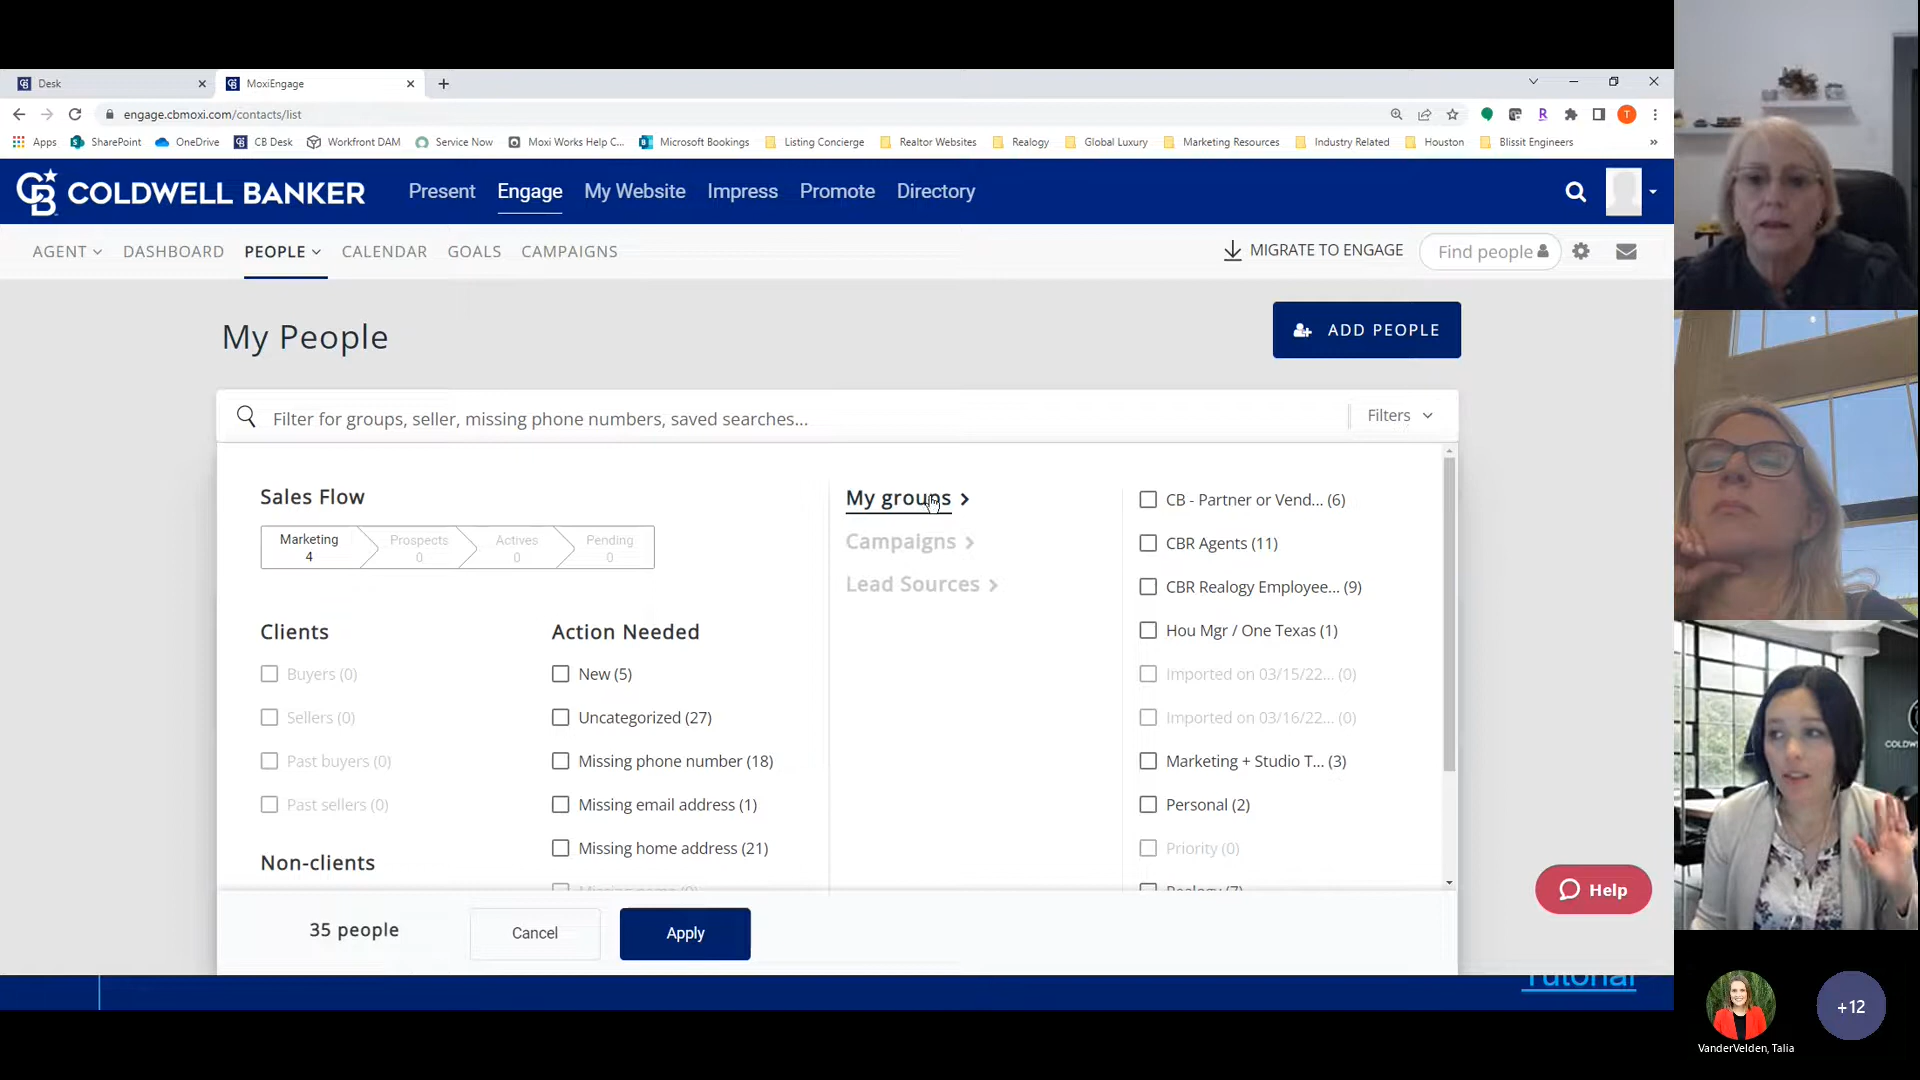 Desk
MoxiEngage
engage.cbmoxi.com/contacts/list
T
Apps
SharePoint
OneDrive
CB Desk
Workfront DAM
Service Now
Moxi Works Help C...
Microsoft Bookings
Listing Concierge
Realtor Websites
Realogy
Global Luxury
Marketing Resources
Industry Related
Houston
Blissit Engineers
COLDWELL BANKER
Present
Engage
My Website
Impress
Promote
Directory
AGENT
DASHBOARD
PEOPLE
CALENDAR
GOALS
CAMPAIGNS
MIGRATE TO ENGAGE
Find people
My People
ADD PEOPLE
Filter for groups, seller, missing phone numbers, saved searches...
Filters
Sales Flow
Marketing
4
Prospects
0
Actives
0
Pending
0
Clients
Buyers (0)
Sellers (0)
Past buyers (0)
Past sellers (0)
Non-clients
Action Needed
New (5)
Uncategorized (27)
Missing phone number (18)
Missing email address (1)
Missing home address (21)
My groups
Campaigns
Lead Sources
CB - Partner or Vend... (6)
CBR Agents (11)
CBR Realogy Employee... (9)
Hou Mgr / One Texas (1)
Imported on 03/15/22... (0)
Imported on 03/16/22... (0)
Marketing + Studio T... (3)
Personal (2)
Priority (0)
Realogy (7)
35 people
Cancel
Apply
Help
Tutorial
+12
VanderVelden, Talia